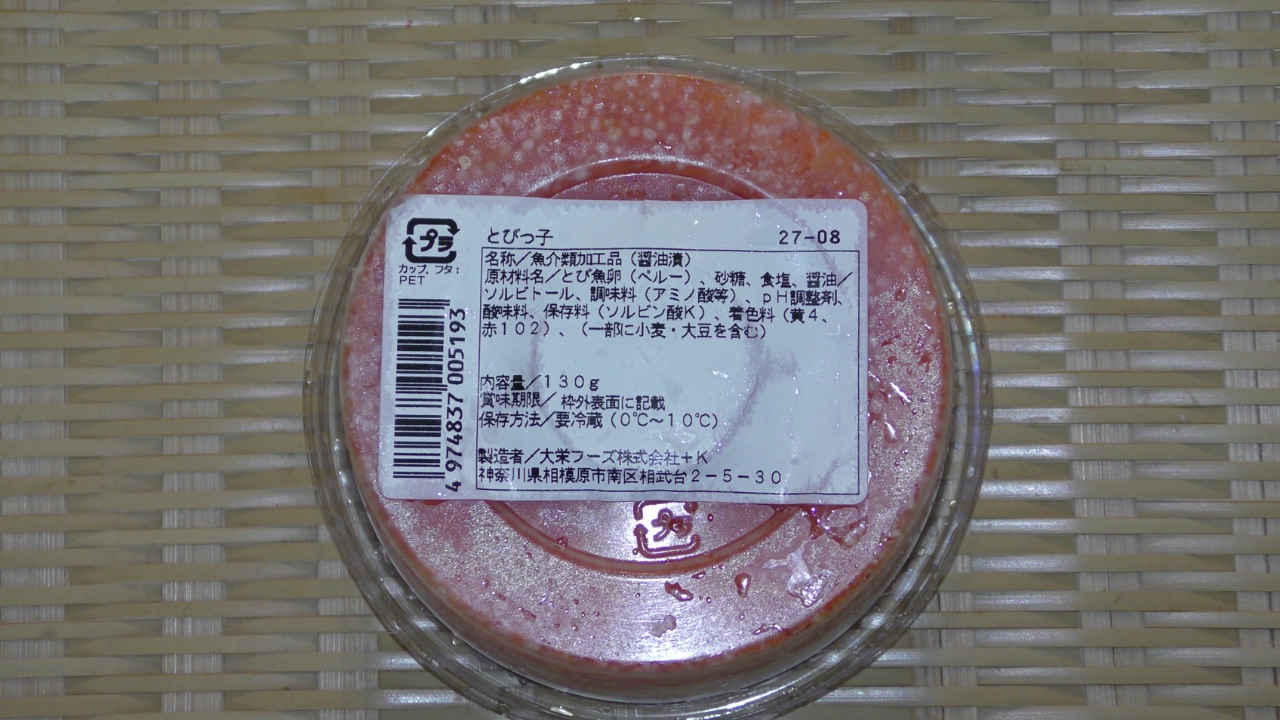 プラ
カップ、フタ:
PET
4 974837 005193
とびっ子 27-08
名称/魚介類加工品(醤油漬)
原材料名/とび魚卵(ペルー)、砂糖、食塩、醤油/
ソルビトール、調味料(アミノ酸等)、pH調整剤、
酸味料、保存料(ソルビン酸K)、着色料(黄4、
赤102)、(一部に小麦・大豆を含む)
内容量/130g
賞味期限/枠外表面に記載
保存方法/要冷蔵(0℃~10℃)
製造者/大栄フーズ株式会社+K
神奈川県相模原市南区相武台2-5-30
プラ